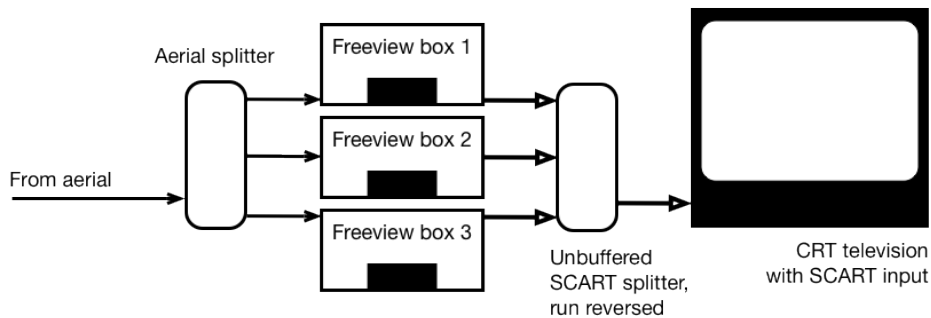 Aerial splitter
Freeview box 1
Freeview box 2
Freeview box 3
From aerial
Unbuffered
SCART splitter,
run reversed
CRT television
with SCART input